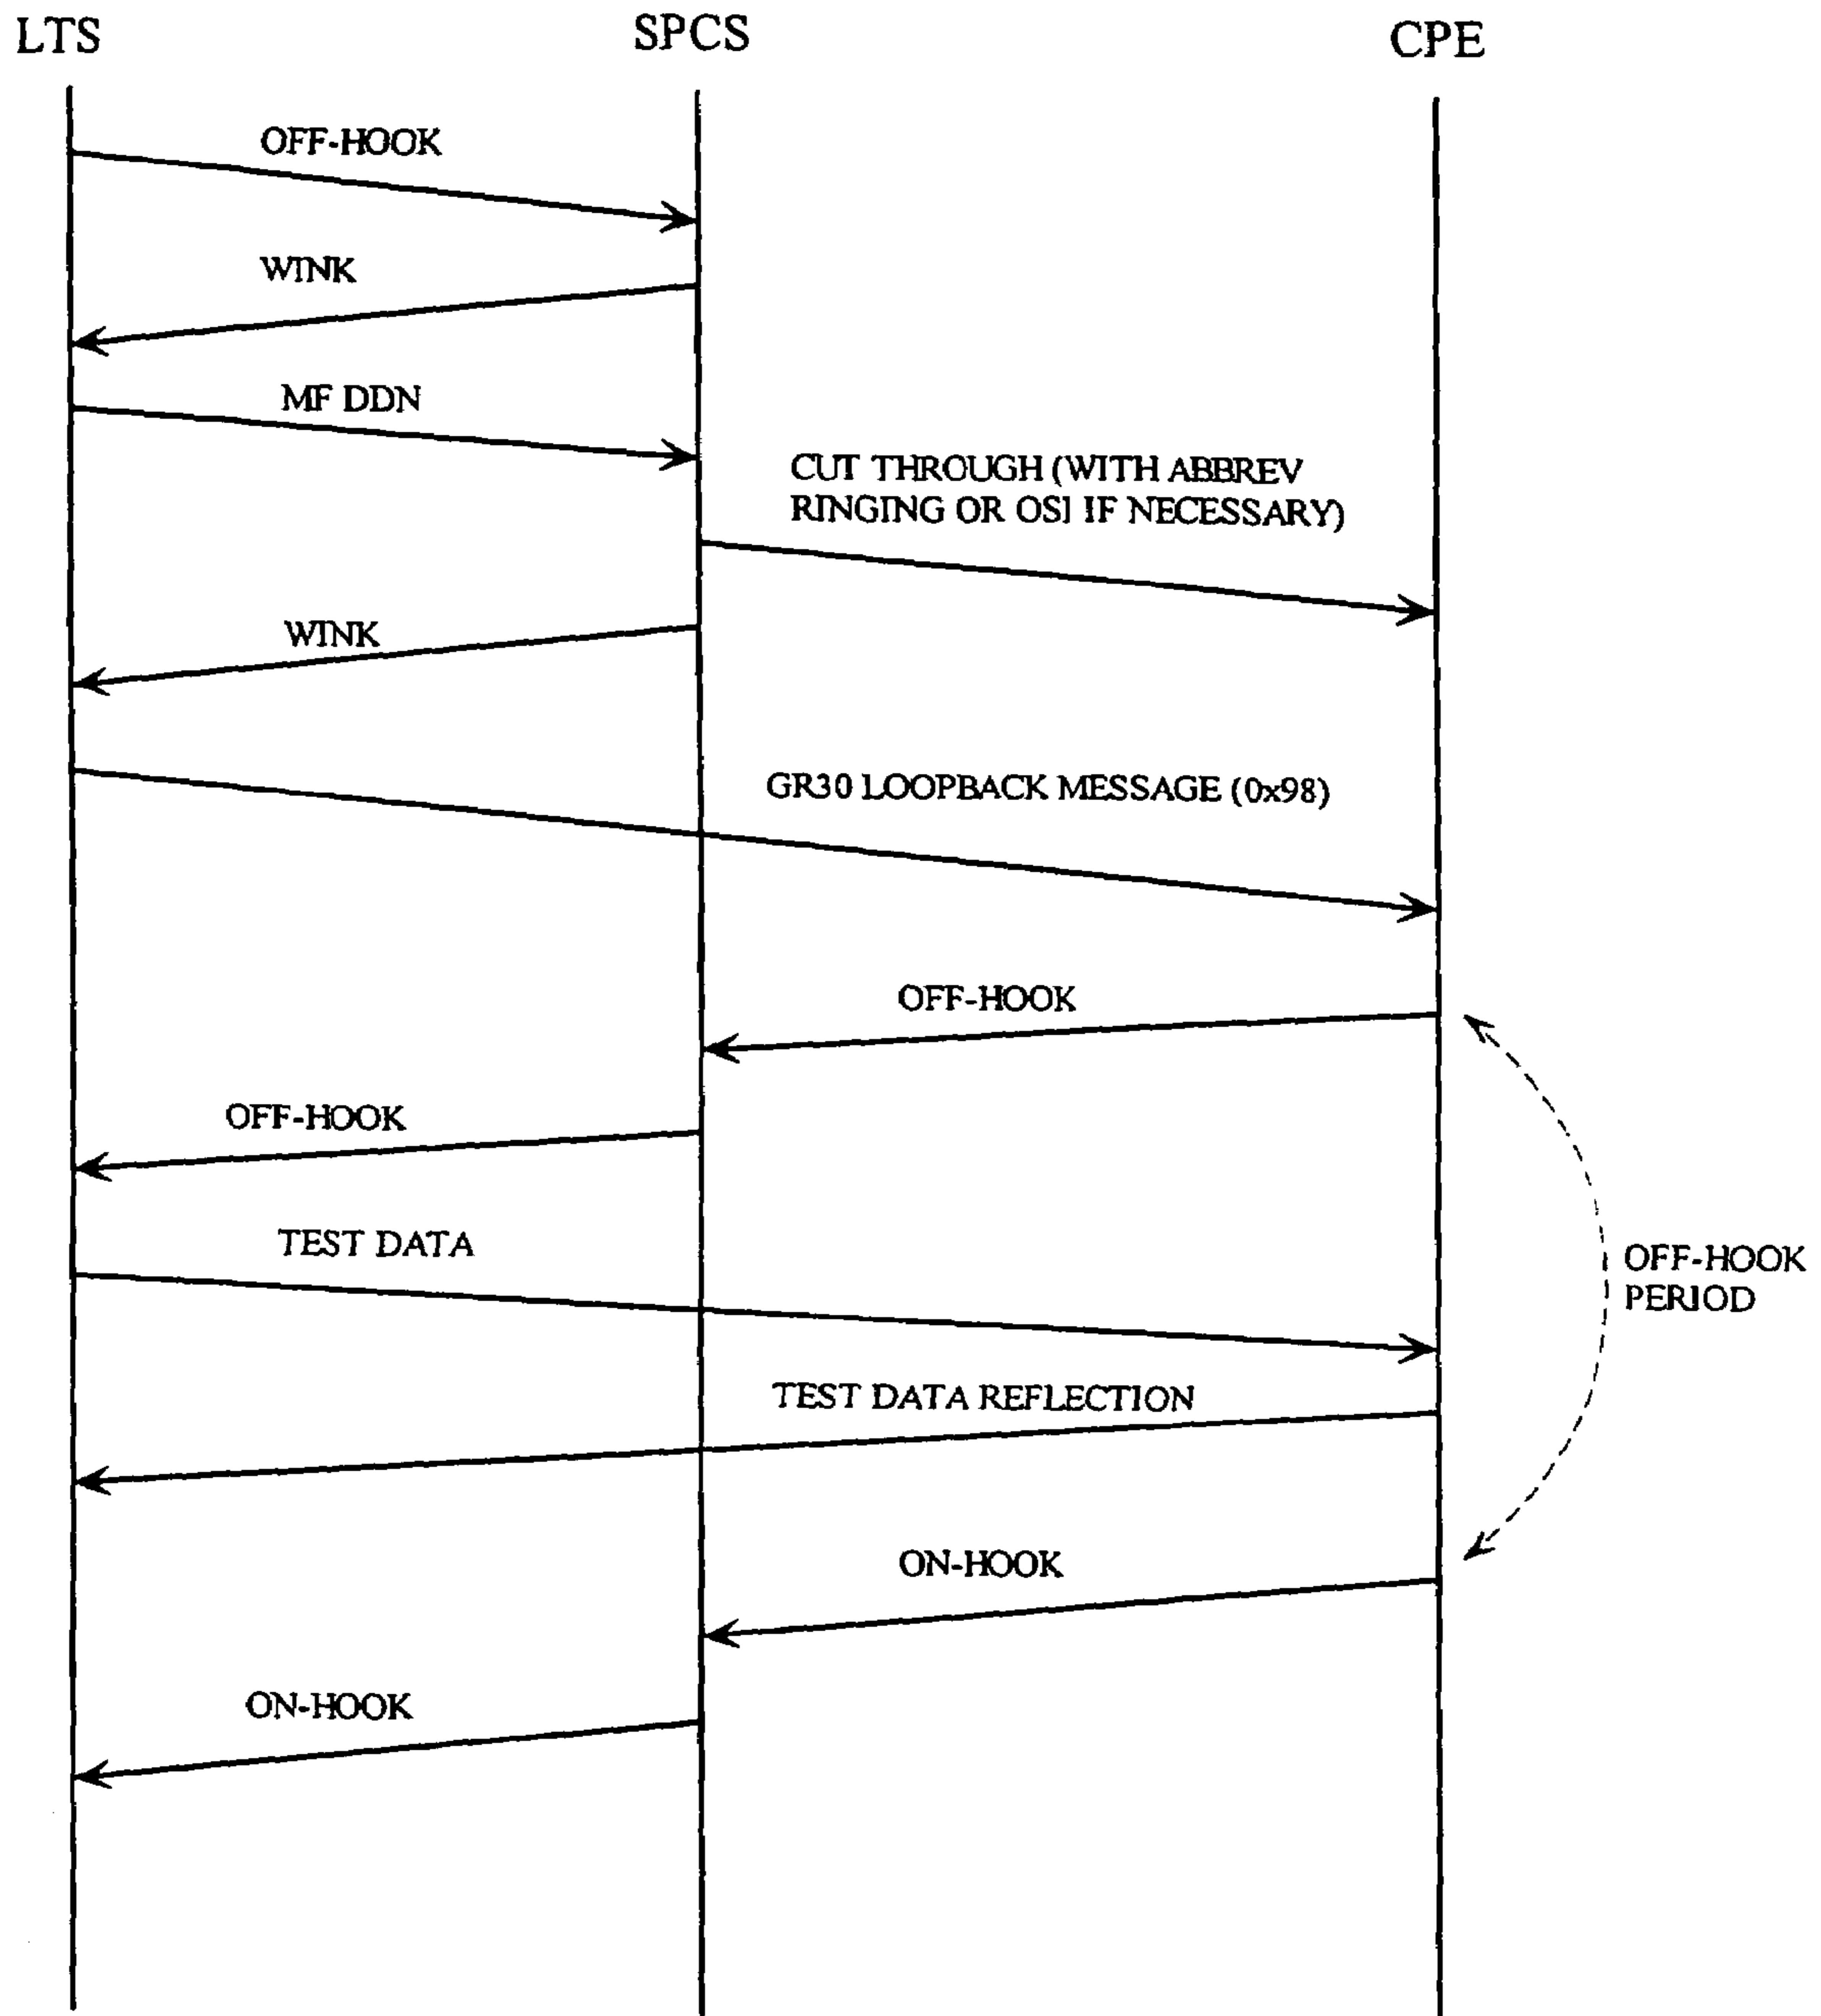 LTS
SPCS
CPE
OFF-HOOK
WINK
MF DDN
CUT THROUGH (WITH ABBREV
RINGING OR OSI IF NECESSARY)
WINK
GR30 LOOPBACK MESSAGE (0x98)
OFF-HOOK
OFF-HOOK
TEST DATA
OFF-HOOK
PERIOD
TEST DATA REFLECTION
ON-HOOK
ON-HOOK